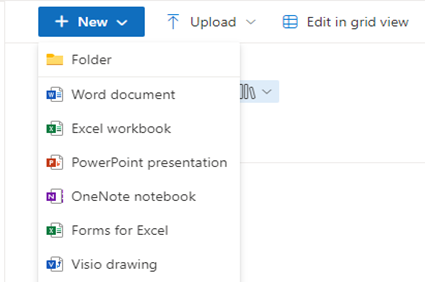 New
Upload
Edit in grid view
Folder
Word document
Excel workbook
PowerPoint presentation
OneNote notebook
Forms for Excel
Visio drawing